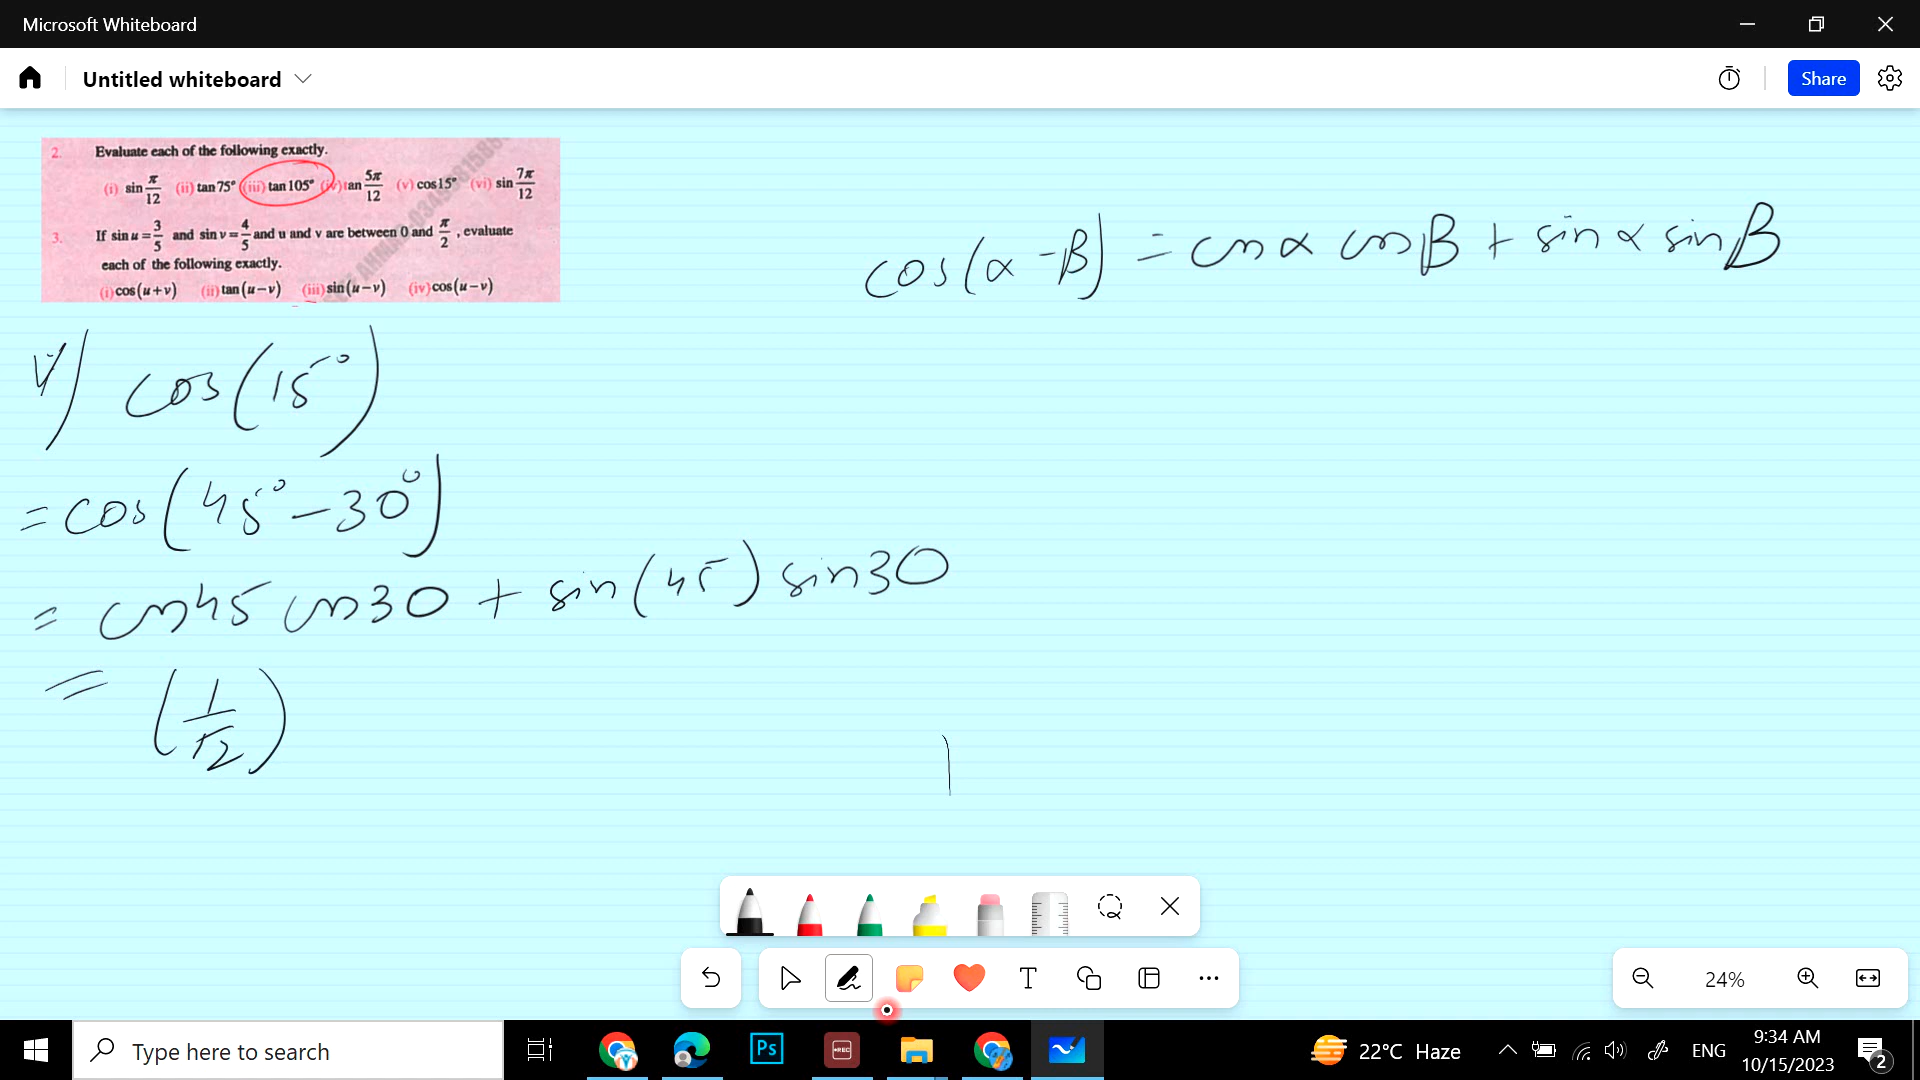 Microsoft Whiteboard
Untitled whiteboard
Share
2. Evaluate each of the following exactly.
(i) sin π/12 (ii) tan 75° (iii) tan 105° (iv) tan 5π/12 (v) cos 15° (vi) sin 7π/12
3. If sin u = 3/5 and sin v = 4/5 and u and v are between 0 and π/2, evaluate
each of the following exactly.
(i) cos(u+v) (ii) tan(u−v) (iii) sin(u−v) (iv) cos(u−v)
cos(α−β) = cos α cos β + sin α sin β
v) cos(15°)
= cos(45°−30°)
= cos45 cos30 + sin(45) sin30
= (1/√2)
24%
Type here to search
Ps
REC
22°C Haze
ENG
9:34 AM
10/15/2023
2